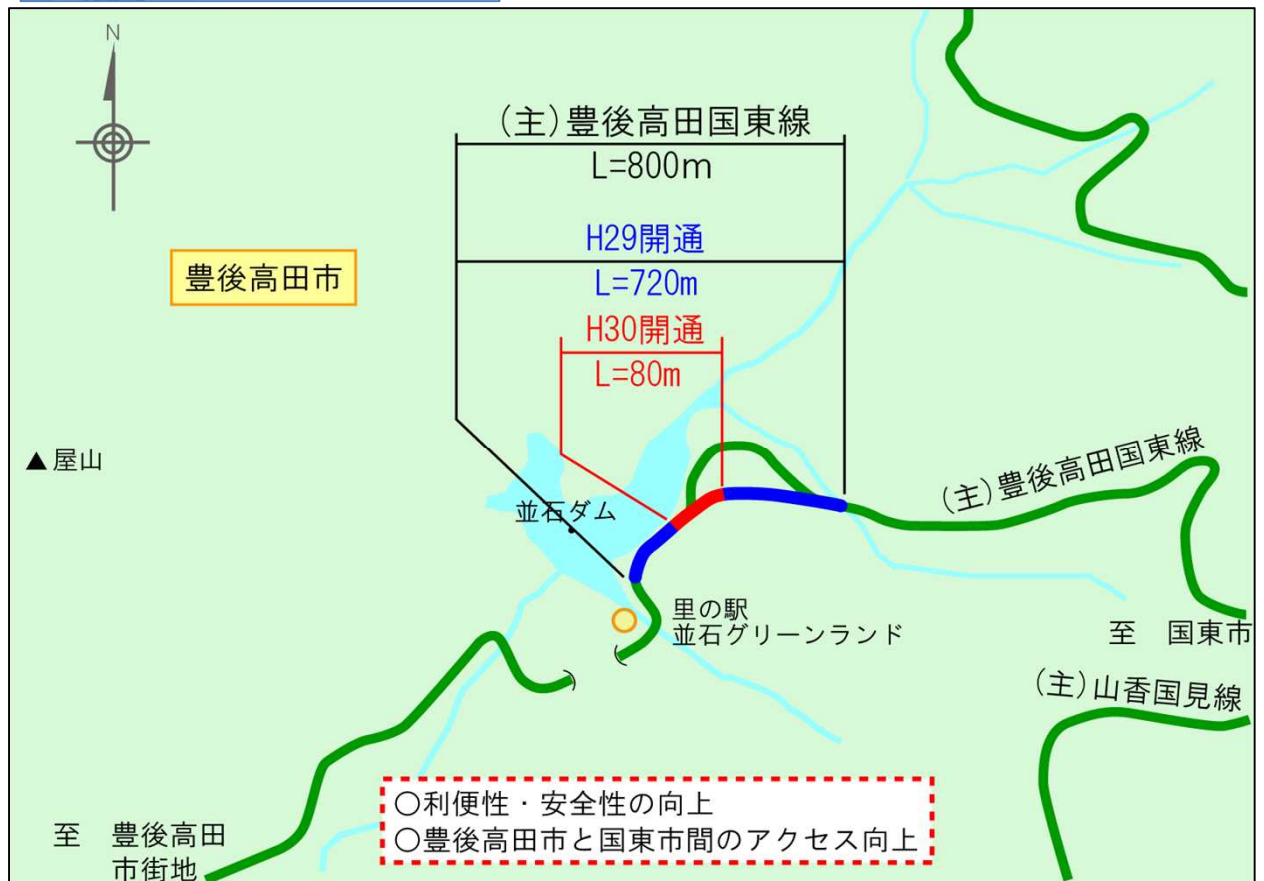 N
(主)豊後高田国東線
L=800m
H29開通
L=720m
豊後高田市
H30開通
L=80m
▲屋山
(主)豊後高田国東線
並石ダム
里の駅
並石グリーンランド
至 国東市
(主)山香国見線
○利便性・安全性の向上
○豊後高田市と国東市間のアクセス向上
至 豊後高田
市街地